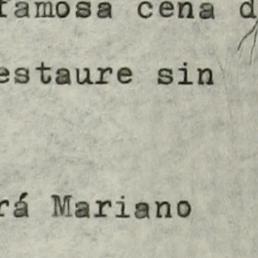 famosa cena d
estaure sin
rá Mariano